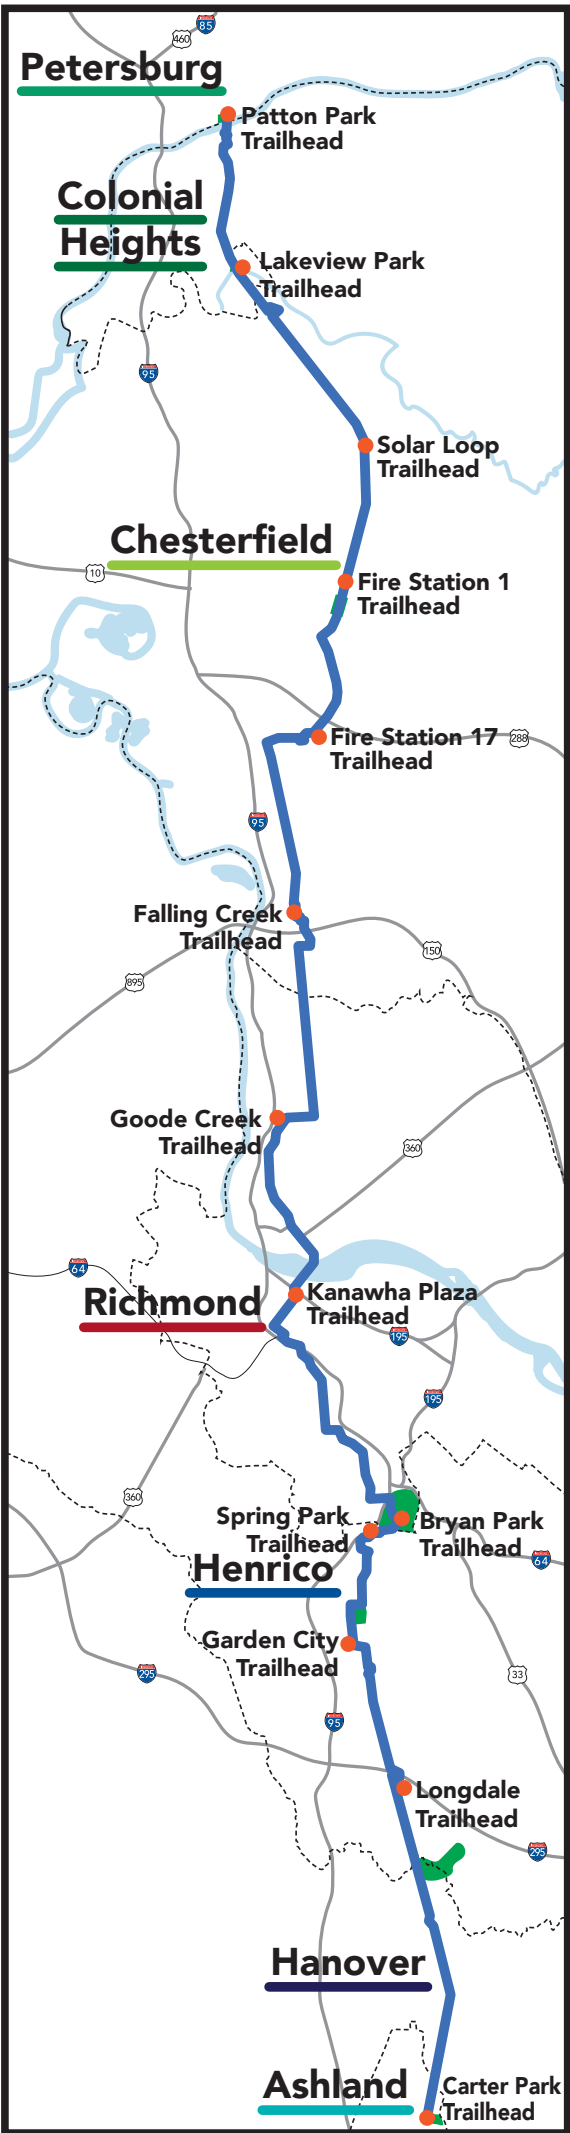 85
460
Petersburg
Patton Park
Trailhead
Colonial
Heights
Lakeview Park
Trailhead
95
Solar Loop
Trailhead
Chesterfield
10
Fire Station 1
Trailhead
Fire Station 17
Trailhead
288
95
Falling Creek
Trailhead
150
895
Goode Creek
Trailhead
360
64
Richmond
Kanawha Plaza
Trailhead
195
195
360
Spring Park
Trailhead
Bryan Park
Trailhead
64
Henrico
Garden City
Trailhead
295
33
95
Longdale
Trailhead
295
Hanover
Ashland
Carter Park
Trailhead